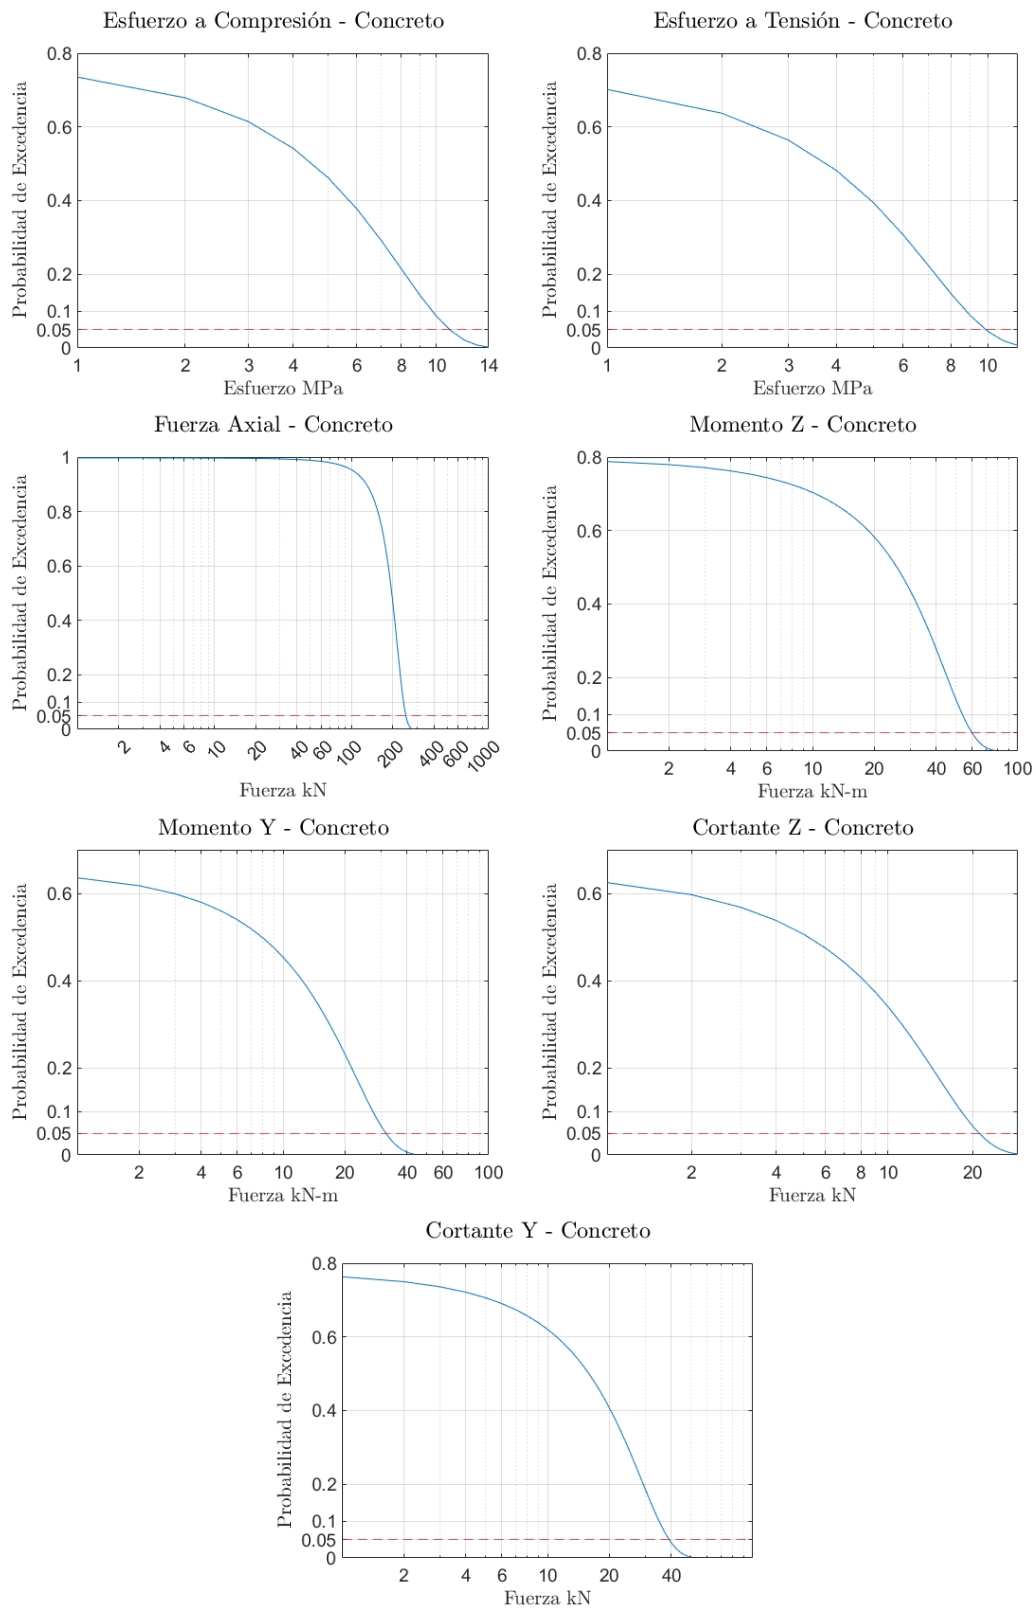 Esfuerzo a Compresión - Concreto
Probabilidad de Excedencia
0.8
0.6
0.4
0.2
0.1
0.05
0
1 2 3 4 6 8 10 14
Esfuerzo MPa
Esfuerzo a Tensión - Concreto
Probabilidad de Excedencia
0.8
0.6
0.4
0.2
0.1
0.05
0
1 2 3 4 6 8 10
Esfuerzo MPa
Fuerza Axial - Concreto
Probabilidad de Excedencia
1
0.8
0.6
0.4
0.2
0.1
0.05
0
2 4 6 10 20 40 60 100 200 400 600 1000
Fuerza kN
Momento Z - Concreto
Probabilidad de Excedencia
0.8
0.6
0.4
0.2
0.1
0.05
0
2 4 6 10 20 40 60 100
Fuerza kN-m
Momento Y - Concreto
Probabilidad de Excedencia
0.6
0.4
0.2
0.1
0.05
0
2 4 6 10 20 40 60 100
Fuerza kN-m
Cortante Z - Concreto
Probabilidad de Excedencia
0.6
0.4
0.2
0.1
0.05
0
2 4 6 8 10 20
Fuerza kN
Cortante Y - Concreto
Probabilidad de Excedencia
0.8
0.6
0.4
0.2
0.1
0.05
0
2 4 6 10 20 40
Fuerza kN